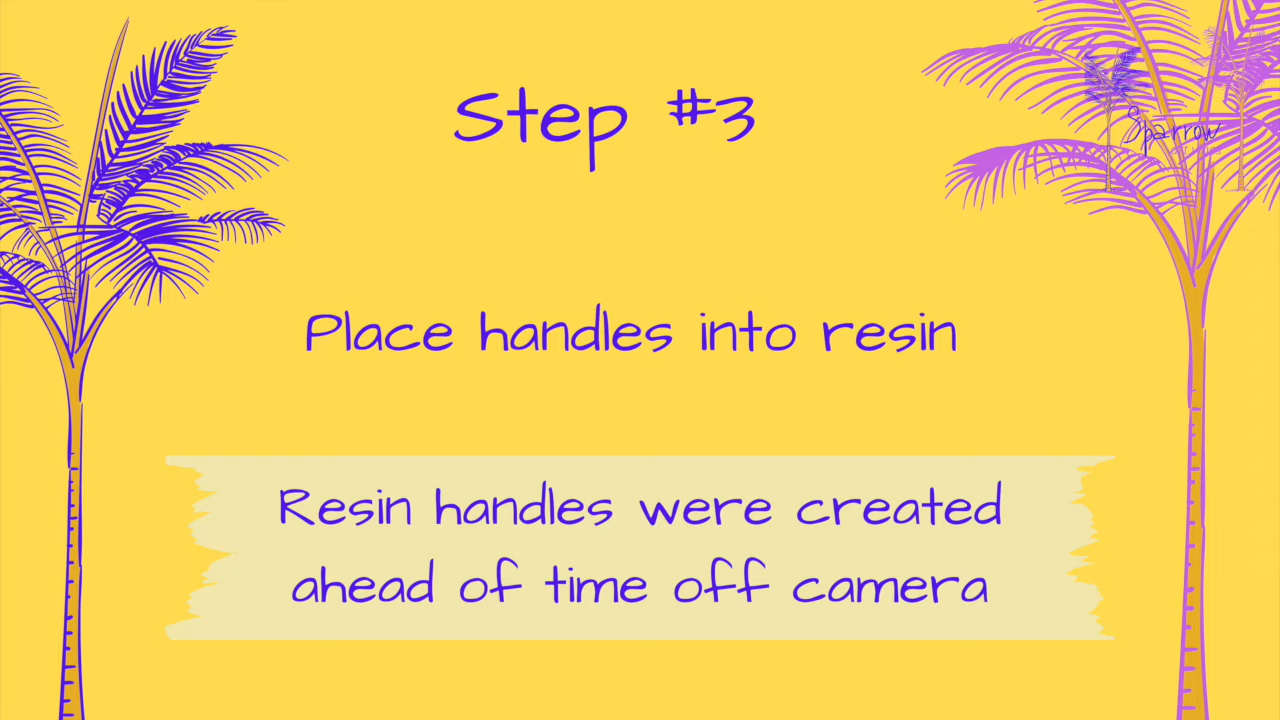 Step #3
Sparrow
Place handles into resin
Resin handles were created
ahead of time off camera